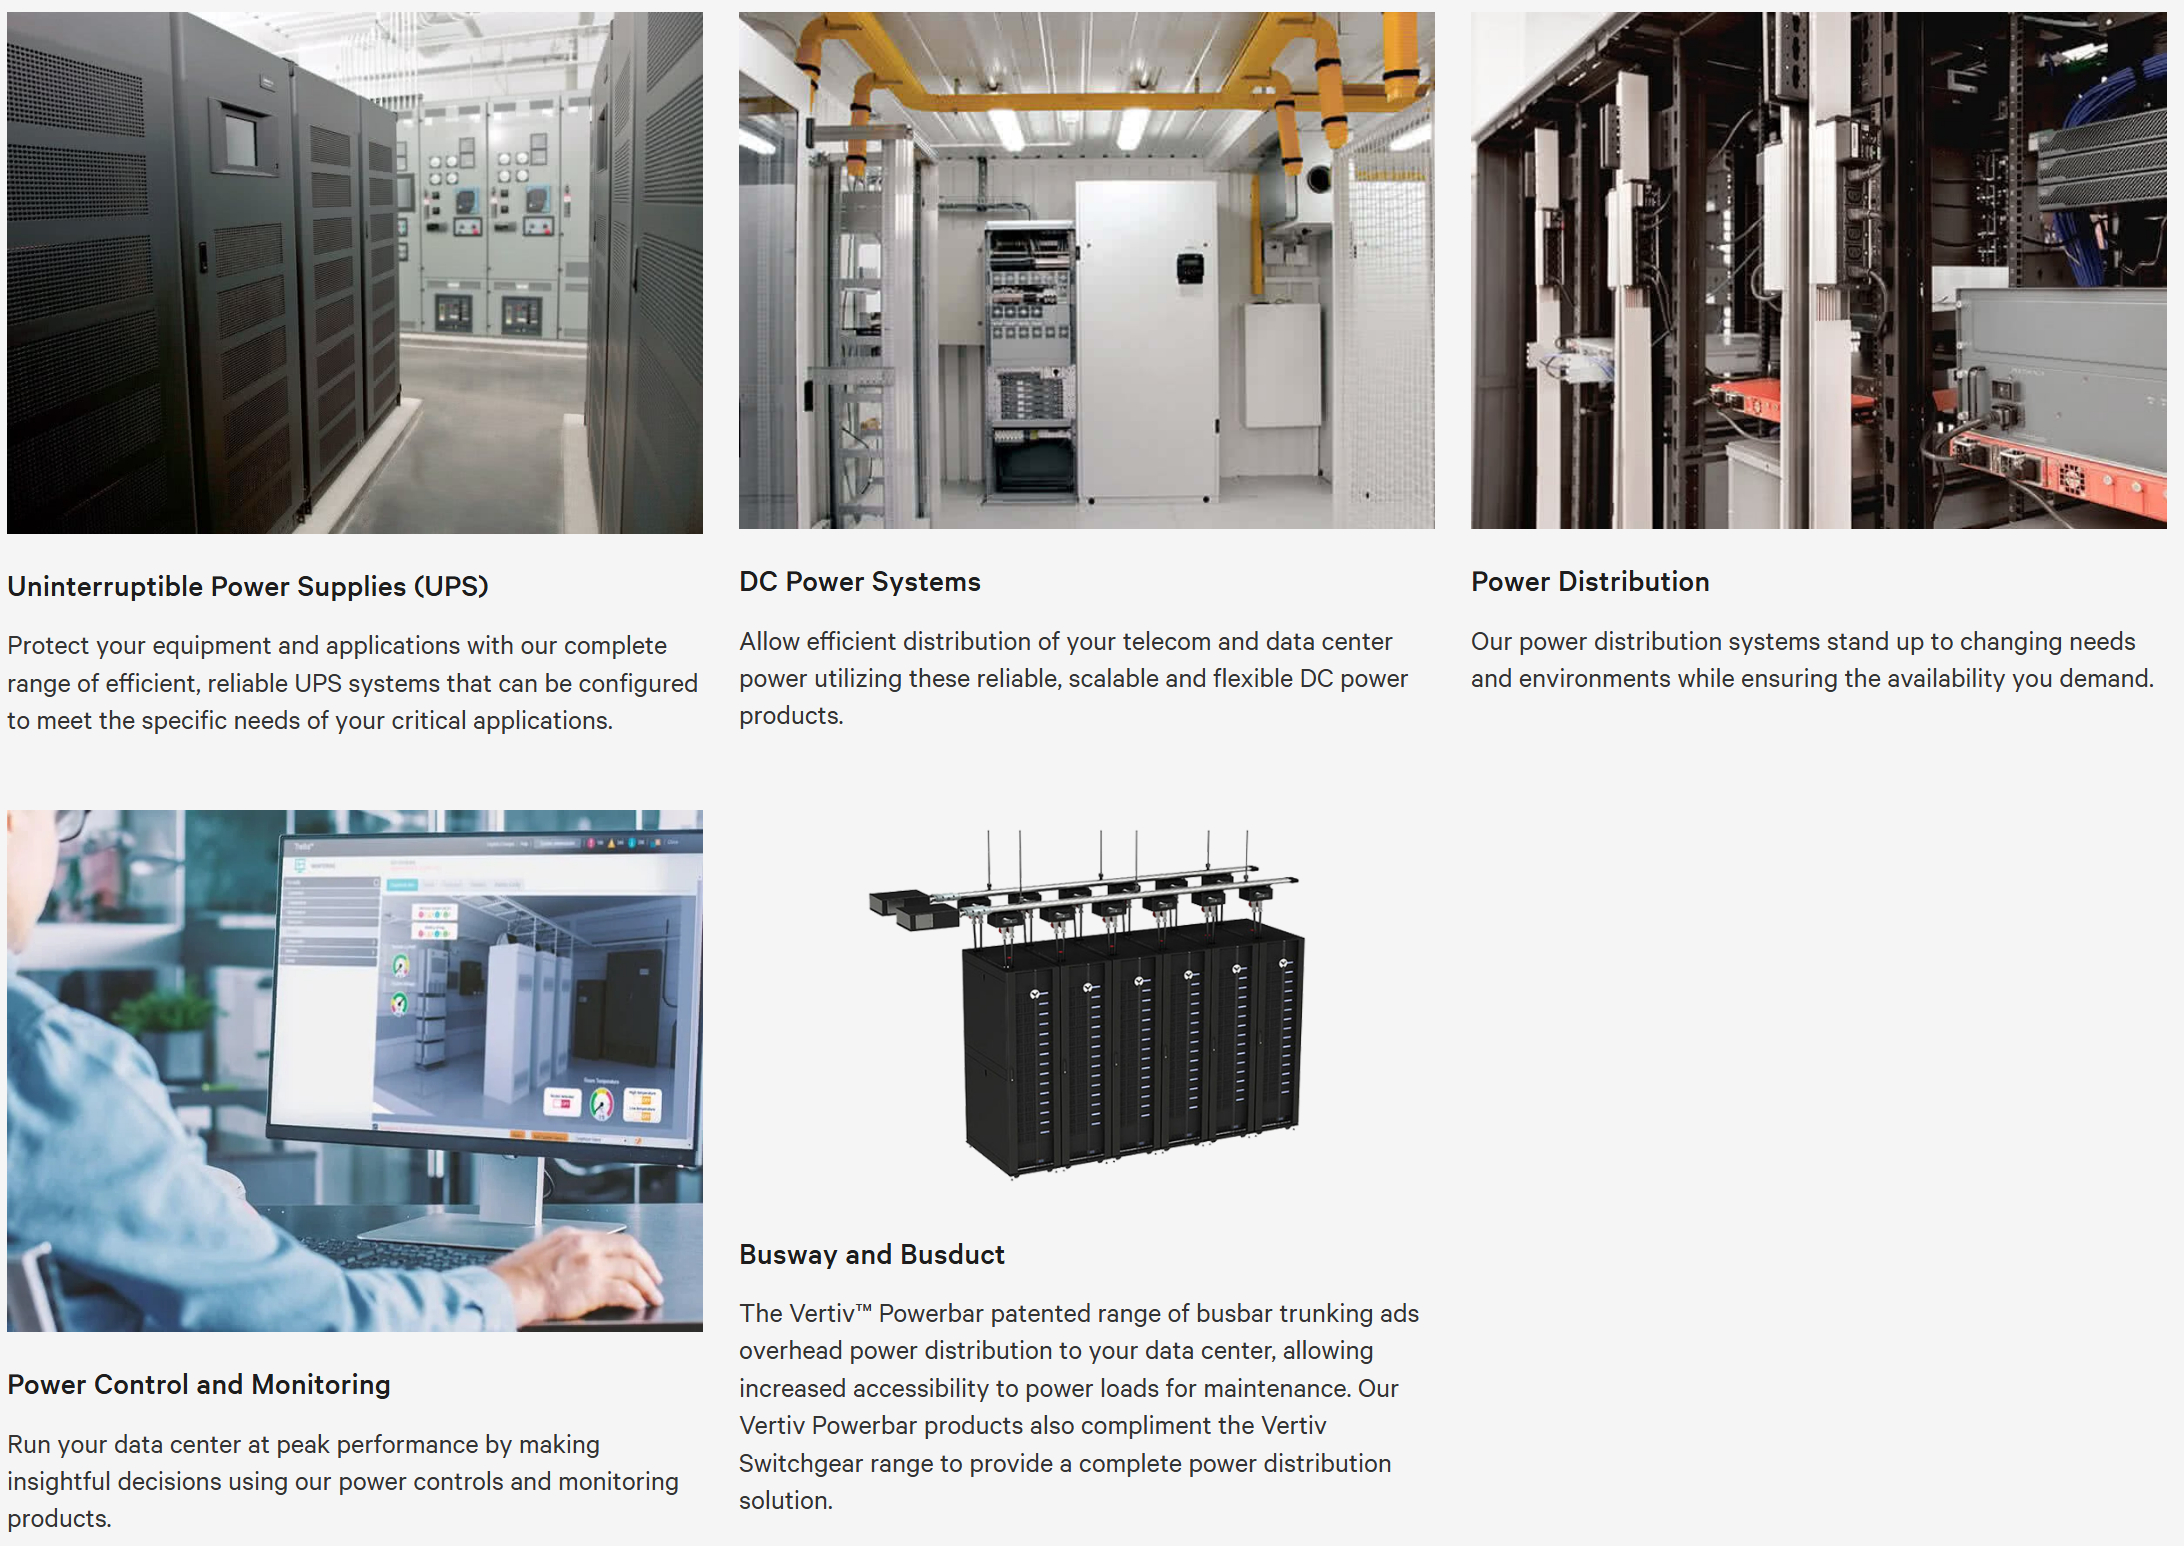 Uninterruptible Power Supplies (UPS)
Protect your equipment and applications with our complete
range of efficient, reliable UPS systems that can be configured
to meet the specific needs of your critical applications.
DC Power Systems
Allow efficient distribution of your telecom and data center
power utilizing these reliable, scalable and flexible DC power
products.
Power Distribution
Our power distribution systems stand up to changing needs
and environments while ensuring the availability you demand.
Power Control and Monitoring
Run your data center at peak performance by making
insightful decisions using our power controls and monitoring
products.
Busway and Busduct
The Vertiv™ Powerbar patented range of busbar trunking ads
overhead power distribution to your data center, allowing
increased accessibility to power loads for maintenance. Our
Vertiv Powerbar products also compliment the Vertiv
Switchgear range to provide a complete power distribution
solution.